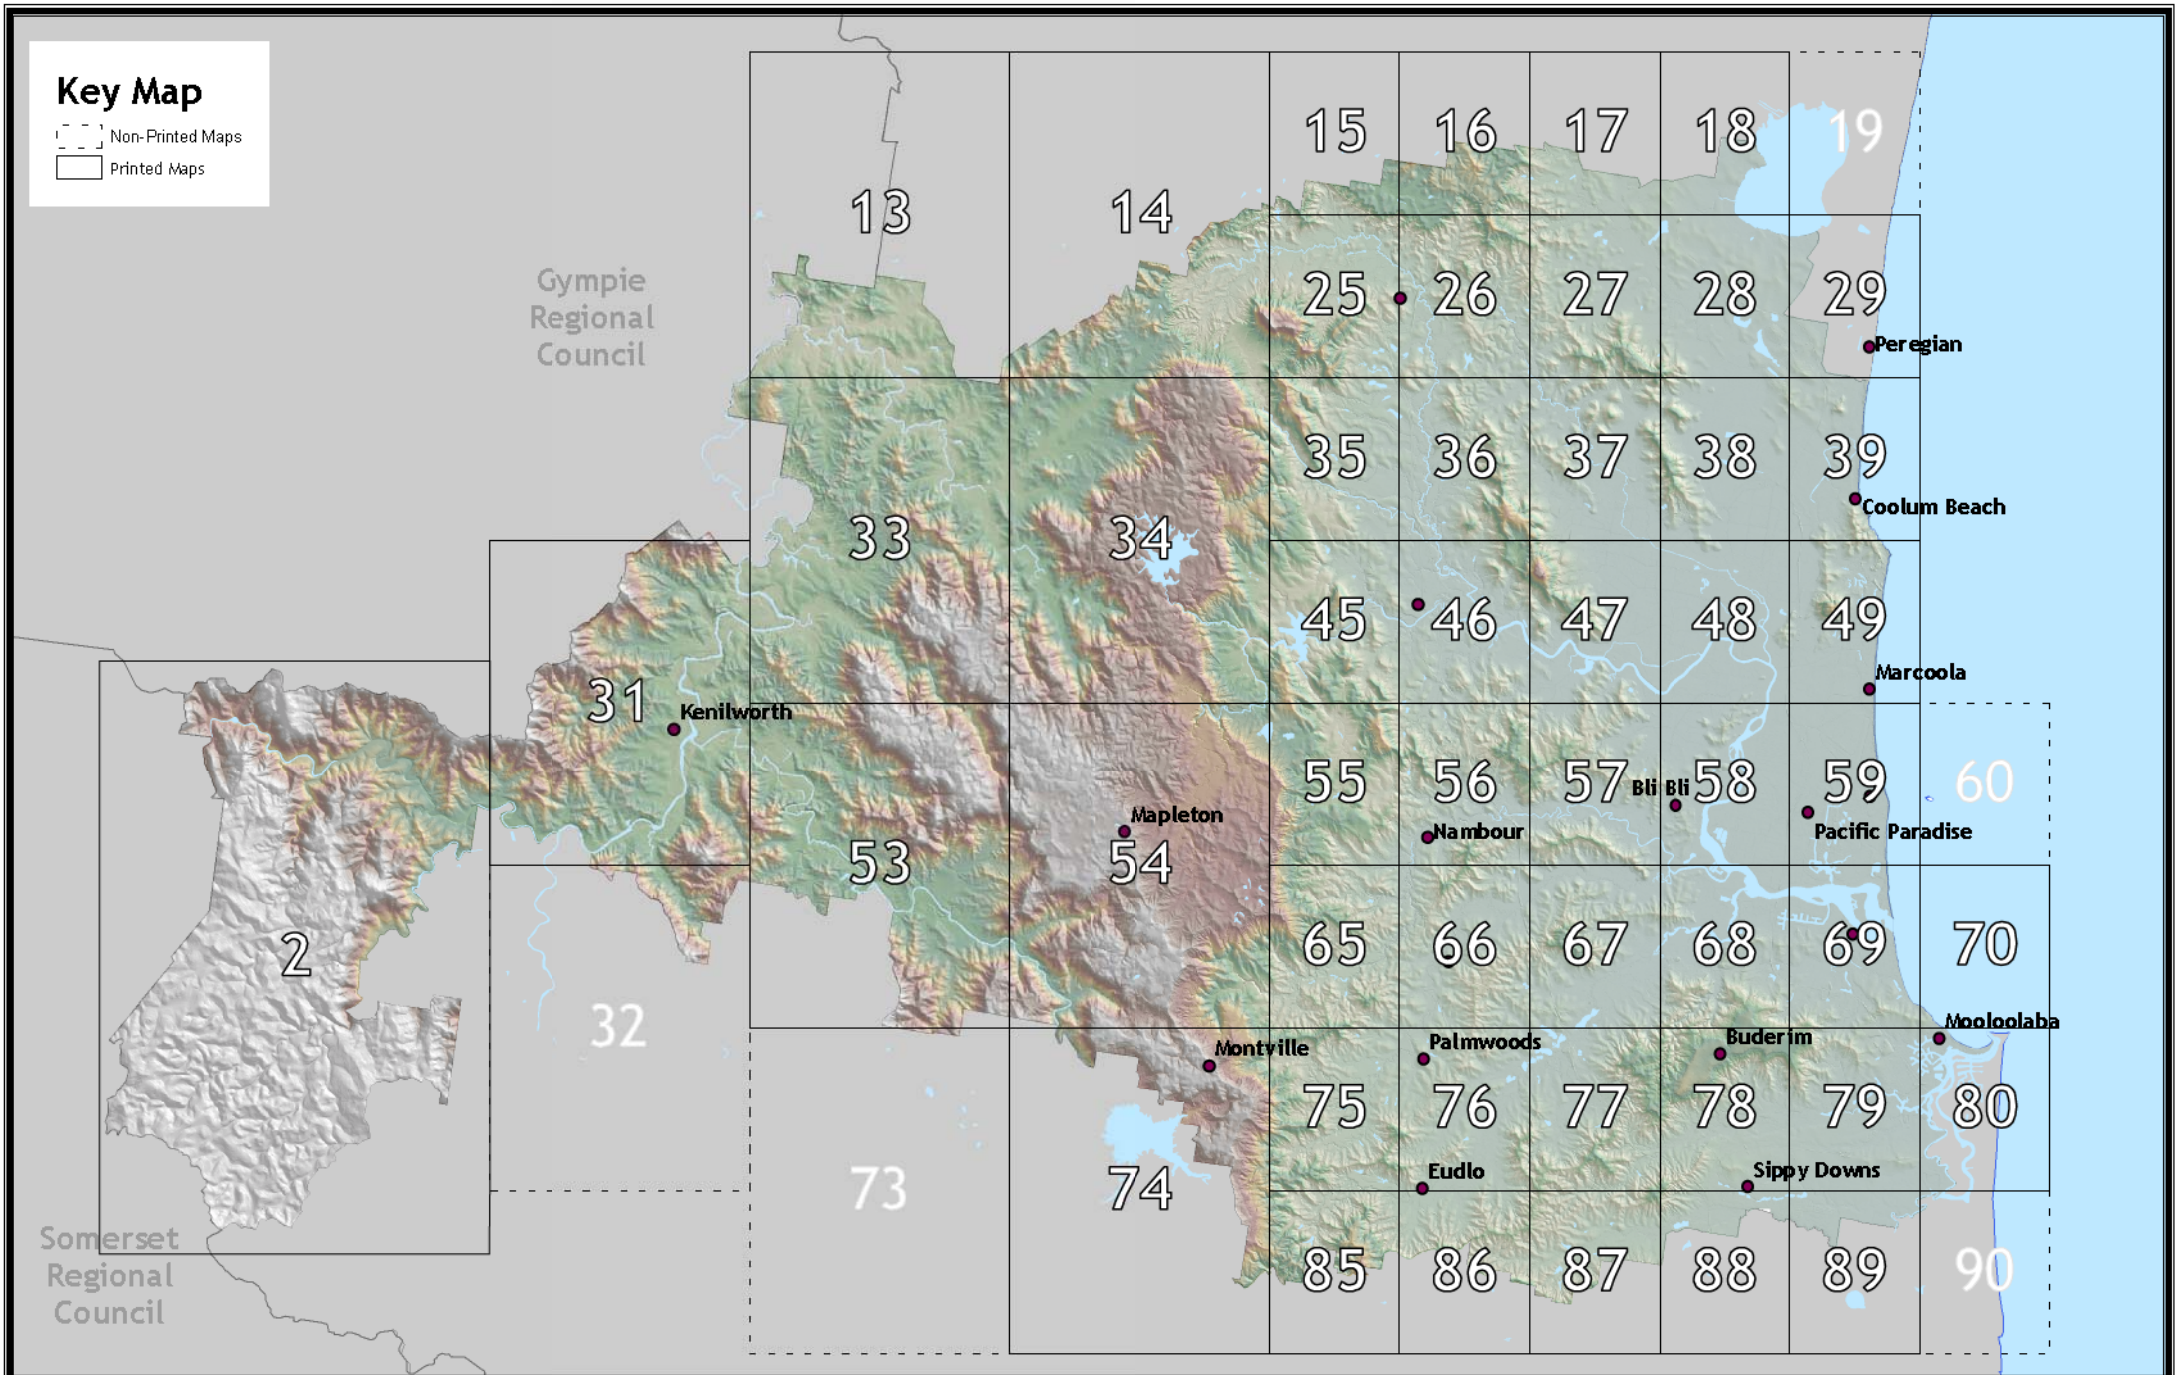 Key Map
Non-Printed Maps
Printed Maps
15 16 17 18 19
13 14
Gympie
Regional
Council
25 26 27 28 29
Peregian
35 36 37 38 39
Coolum Beach
33 34
45 46 47 48 49
Marcoola
31
Kenilworth
55 56 57 Bli Bli 58 59 60
Mapleton
Nambour
Pacific Paradise
53 54
2
65 66 67 68 69 70
32
Mooloolaba
Montville
Palmwoods
Buderim
75 76 77 78 79 80
Eudlo
Sippy Downs
73 74
Somerset
Regional
Council
85 86 87 88 89 90